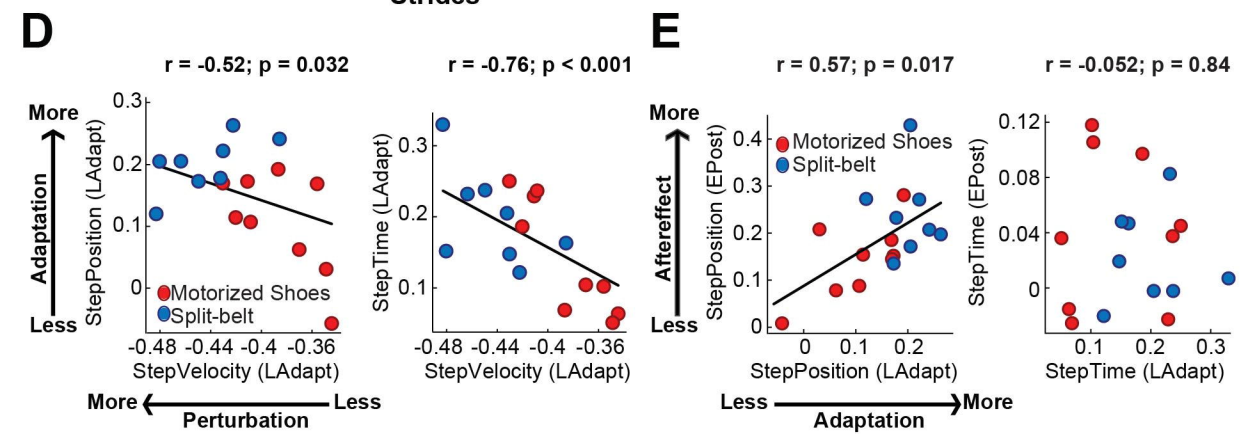 Strides
D
E
r = -0.52; p = 0.032
r = -0.76; p < 0.001
r = 0.57; p = 0.017
r = -0.052; p = 0.84
More
Adaptation
Less
StepPosition (LAdapt)
0.3
0.2
0.1
0
Motorized Shoes
Split-belt
-0.48 -0.44 -0.4 -0.36
StepVelocity (LAdapt)
StepTime (LAdapt)
0.3
0.2
0.1
-0.48 -0.44 -0.4 -0.36
StepVelocity (LAdapt)
More Less
Perturbation
More
Aftereffect
Less
StepPosition (EPost)
0.4
0.3
0.2
0.1
0
Motorized Shoes
Split-belt
0 0.1 0.2
StepPosition (LAdapt)
StepTime (EPost)
0.12
0.08
0.04
0
0.1 0.2 0.3
StepTime (LAdapt)
Less More
Adaptation